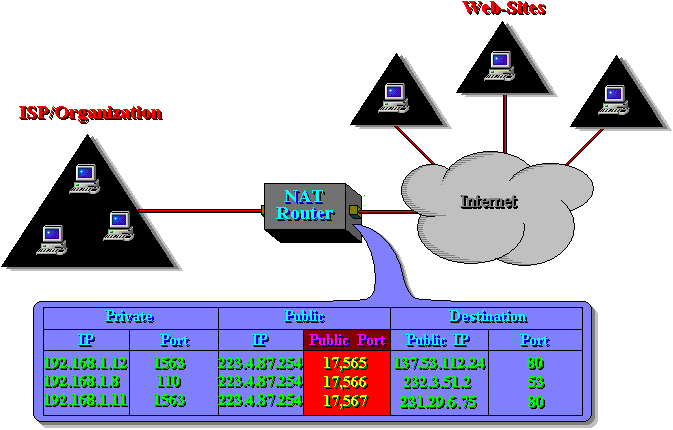 Web-Sites
ISP/Organization
NAT
Router
Internet
Private Public Destination
IP Port IP Public Port Public IP Port
192.168.1.12 1563 223.4.87.254 17,565 137.53.112.24 80
192.168.1.8 110 223.4.87.254 17,566 232.3.51.2 53
192.168.1.11 1563 223.4.87.254 17,567 231.29.6.75 80